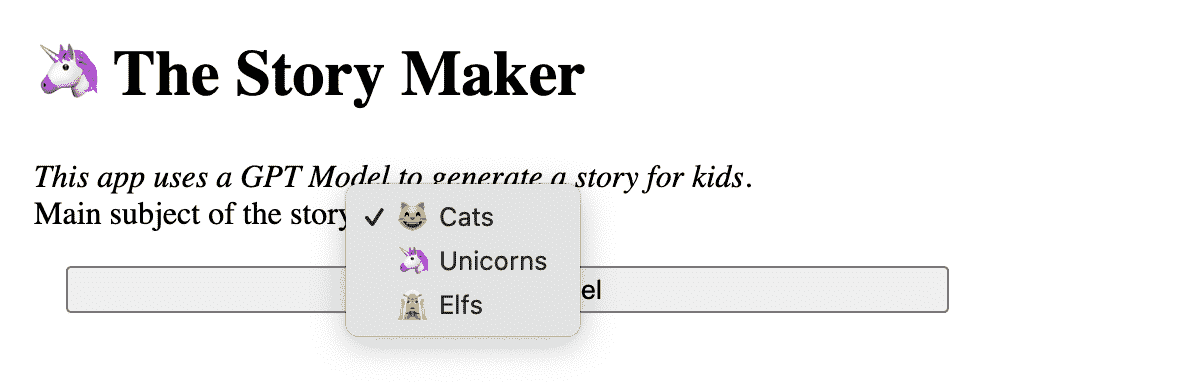 🦄 The Story Maker
This app uses a GPT Model to generate a story for kids.
Main subject of the story
✓ 😸 Cats
🦄 Unicorns
Elfs
el